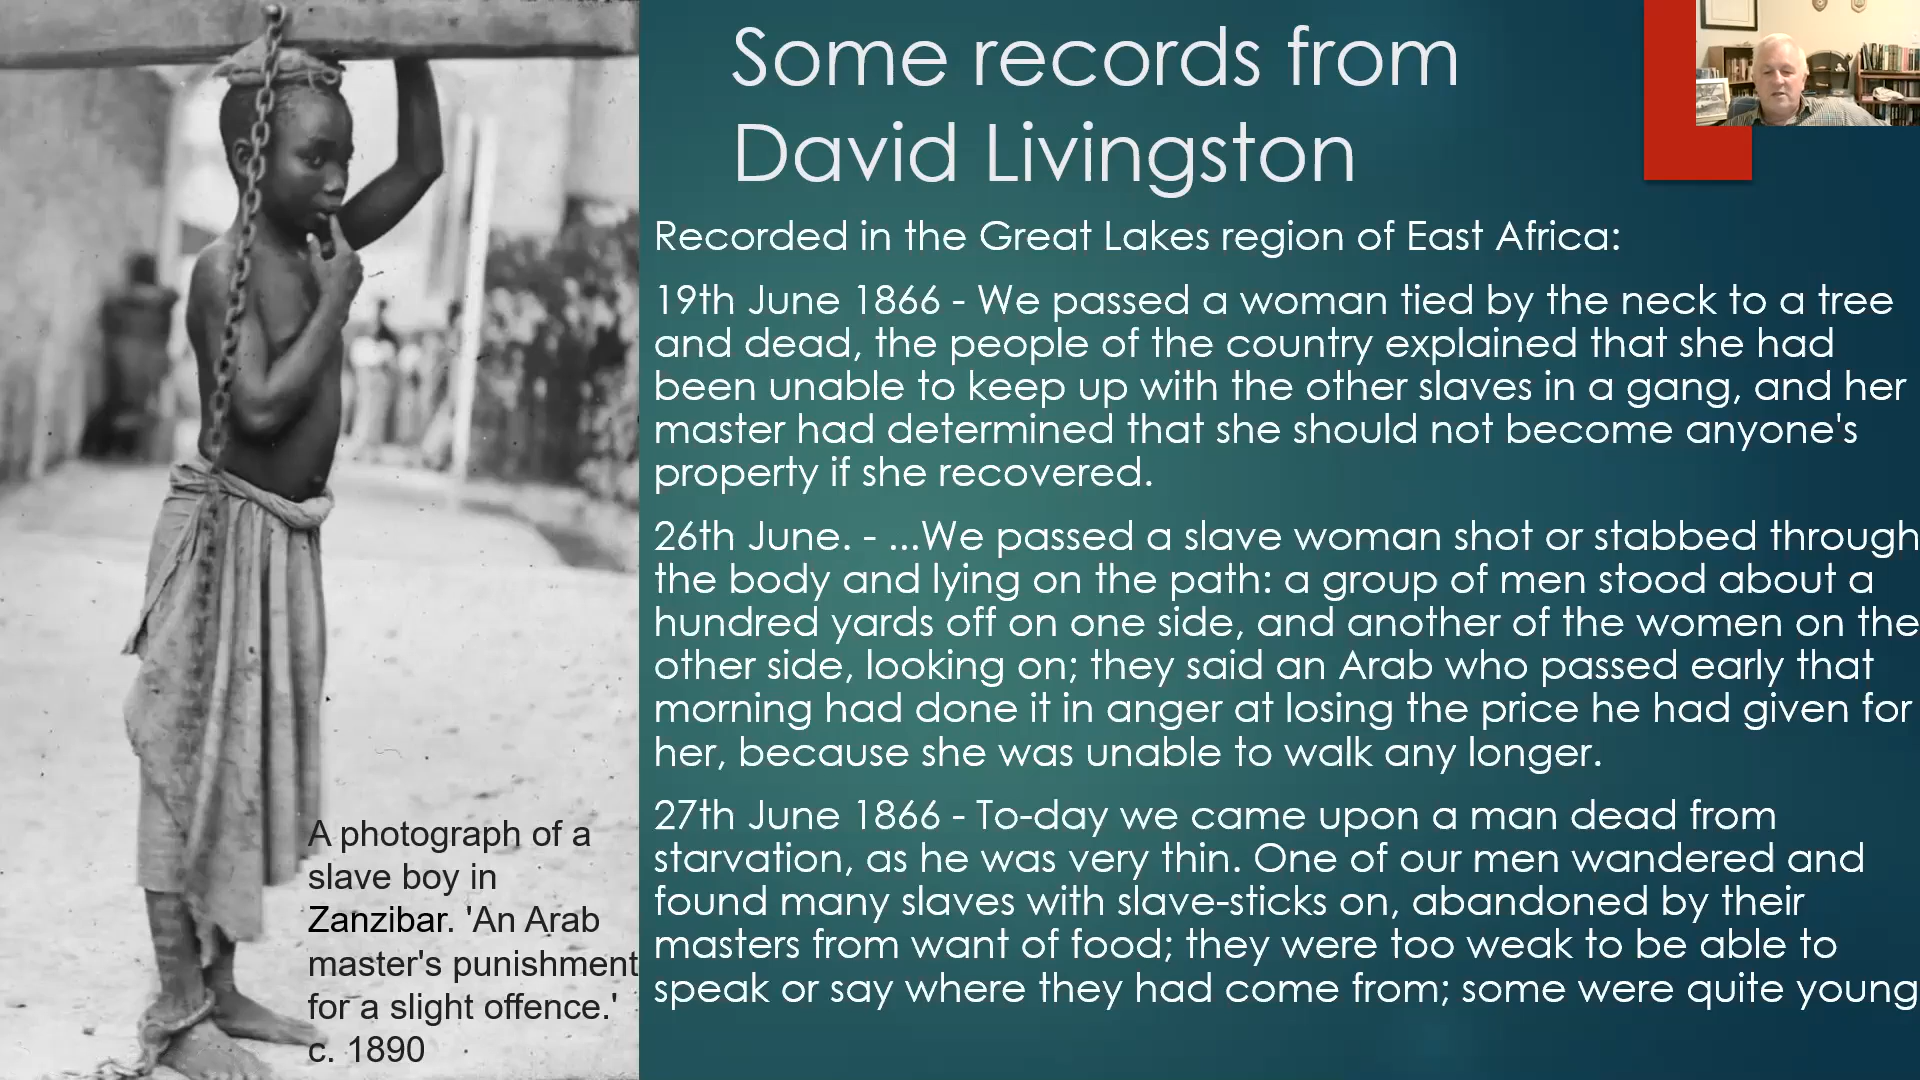 Some records from
David Livingston
Recorded in the Great Lakes region of East Africa:
19th June 1866 - We passed a woman tied by the neck to a tree
and dead, the people of the country explained that she had
been unable to keep up with the other slaves in a gang, and her
master had determined that she should not become anyone's
property if she recovered.
26th June. - ...We passed a slave woman shot or stabbed through
the body and lying on the path: a group of men stood about a
hundred yards off on one side, and another of the women on the
other side, looking on; they said an Arab who passed early that
morning had done it in anger at losing the price he had given for
her, because she was unable to walk any longer.
27th June 1866 - To-day we came upon a man dead from
starvation, as he was very thin. One of our men wandered and
found many slaves with slave-sticks on, abandoned by their
masters from want of food; they were too weak to be able to
speak or say where they had come from; some were quite young
A photograph of a
slave boy in
Zanzibar. 'An Arab
master's punishment
for a slight offence.'
c. 1890